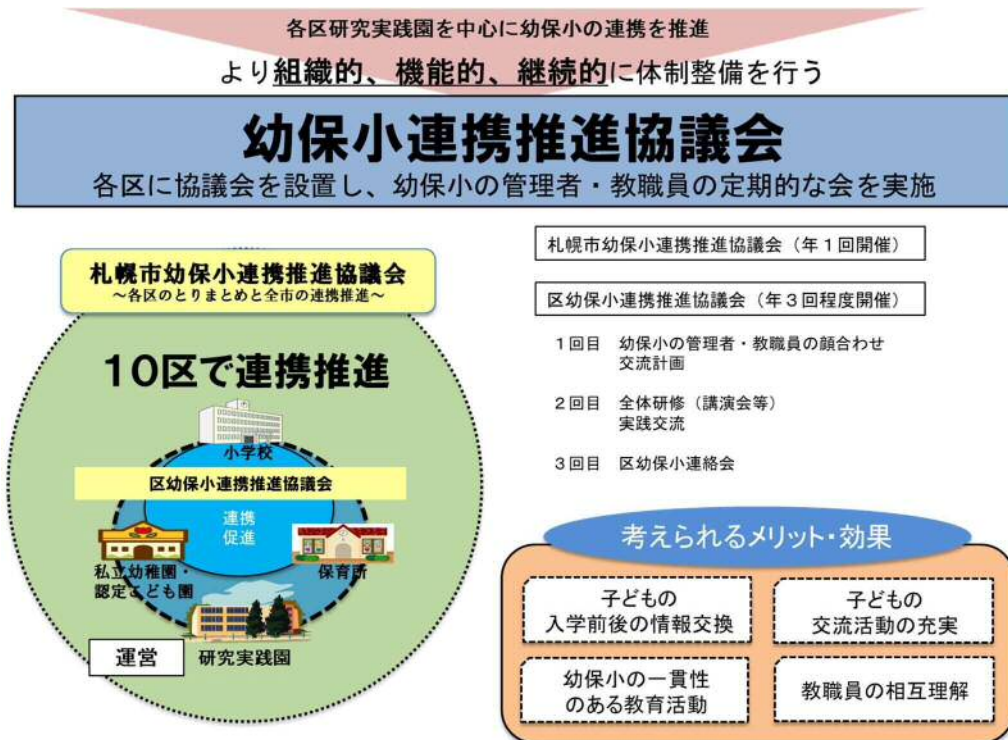 各区研究実践園を中心に幼保小の連携を推進
より組織的、機能的、継続的に体制整備を行う
幼保小連携推進協議会
各区に協議会を設置し、幼保小の管理者・教職員の定期的な会を実施
札幌市幼保小連携推進協議会
~各区のとりまとめと全市の連携推進~
10区で連携推進
小学校
区幼保小連携推進協議会
連携
促進
私立幼稚園・
認定こども園
保育所
研究実践園
運営
札幌市幼保小連携推進協議会(年1回開催)
区幼保小連携推進協議会(年3回程度開催)
1回目 幼保小の管理者・教職員の顔合わせ
交流計画
2回目 全体研修(講演会等)
実践交流
3回目 区幼保小連絡会
考えられるメリット・効果
子どもの
入学前後の情報交換
子どもの
交流活動の充実
幼保小の一貫性
のある教育活動
教職員の相互理解